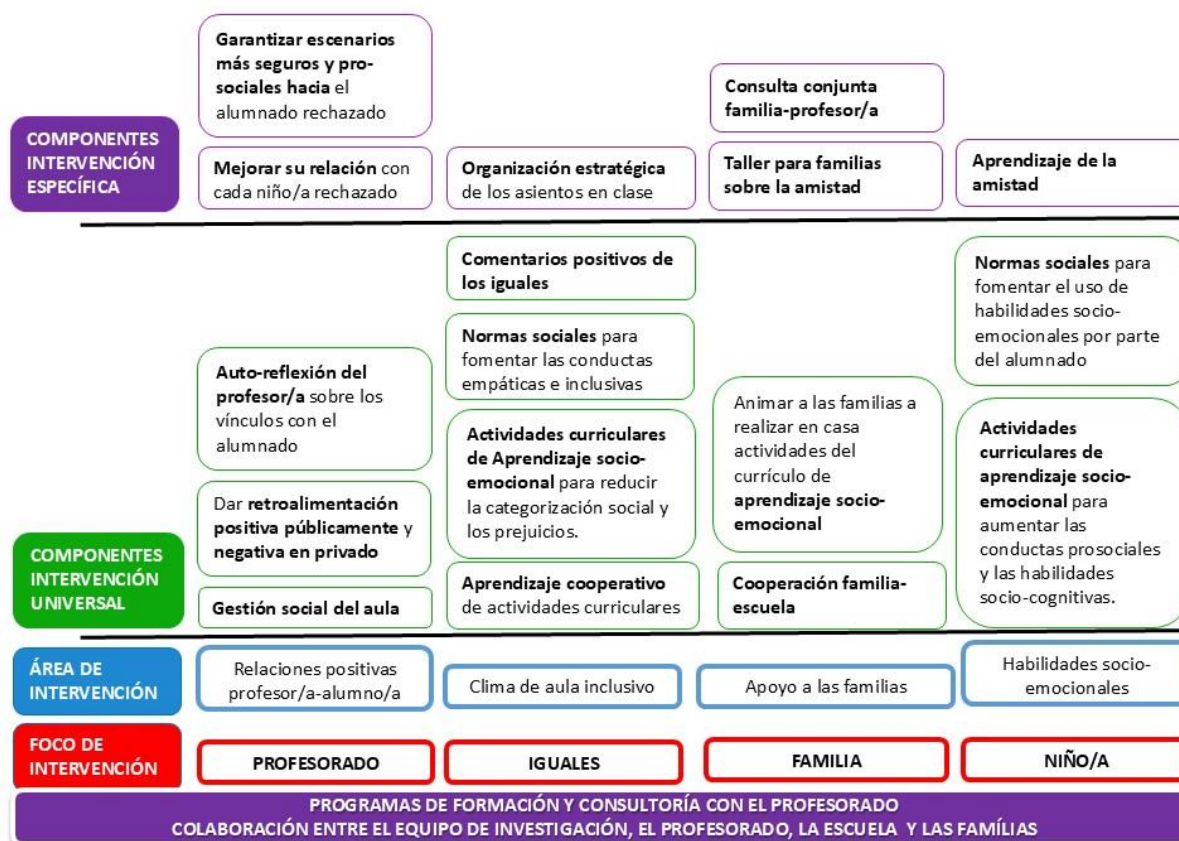 Garantizar escenarios
más seguros y pro-
sociales hacia el
alumnado rechazado
Consulta conjunta
familia-profesor/a
COMPONENTES
INTERVENCIÓN
ESPECÍFICA
Mejorar su relación con
cada niño/a rechazado
Organización estratégica
de los asientos en clase
Taller para familias
sobre la amistad
Aprendizaje de la
amistad
COMPONENTES
INTERVENCIÓN
UNIVERSAL
Auto-reflexión del
profesor/a sobre los
vínculos con el
alumnado
Dar retroalimentación
positiva públicamente y
negativa en privado
Gestión social del aula
Comentarios positivos de
los iguales
Normas sociales para
fomentar las conductas
empáticas e inclusivas
Actividades curriculares
de Aprendizaje socio-
emocional para reducir
la categorización social y
los prejuicios.
Aprendizaje cooperativo
de actividades curriculares
Animar a las familias a
realizar en casa
actividades del
currículo de
aprendizaje socio-
emocional
Cooperación familia-
escuela
Normas sociales para
fomentar el uso de
habilidades socio-
emocionales por parte
del alumnado
Actividades
curriculares de
aprendizaje socio-
emocional para
aumentar las
conductas prosociales
y las habilidades
socio-cognitivas.
ÁREA DE
INTERVENCIÓN
Relaciones positivas
profesor/a-alumno/a
Clima de aula inclusivo
Apoyo a las familias
Habilidades socio-
emocionales
FOCO DE
INTERVENCIÓN
PROFESORADO
IGUALES
FAMILIA
NIÑO/A
PROGRAMAS DE FORMACIÓN Y CONSULTORÍA CON EL PROFESORADO
COLABORACIÓN ENTRE EL EQUIPO DE INVESTIGACIÓN, EL PROFESORADO, LA ESCUELA Y LAS FAMÍLIAS